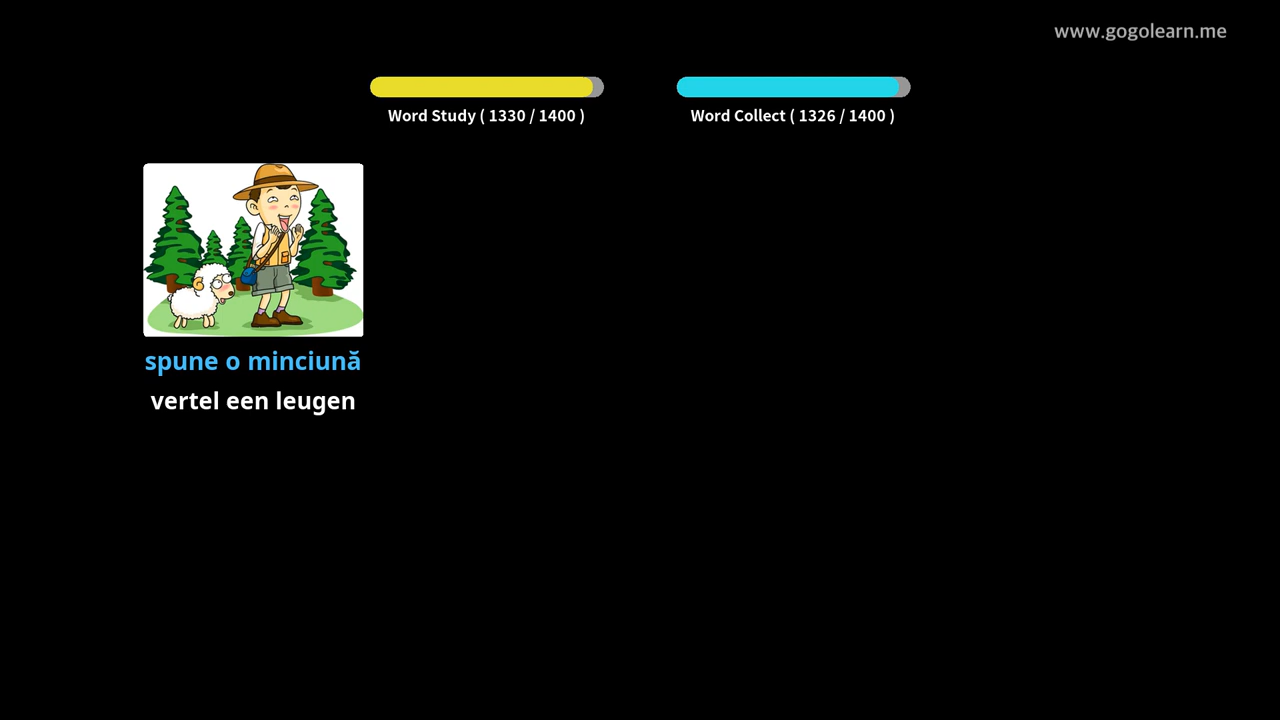 www.gogolearn.me
Word Study ( 1330 / 1400 )
Word Collect ( 1326 / 1400 )
spune o minciună
vertel een leugen